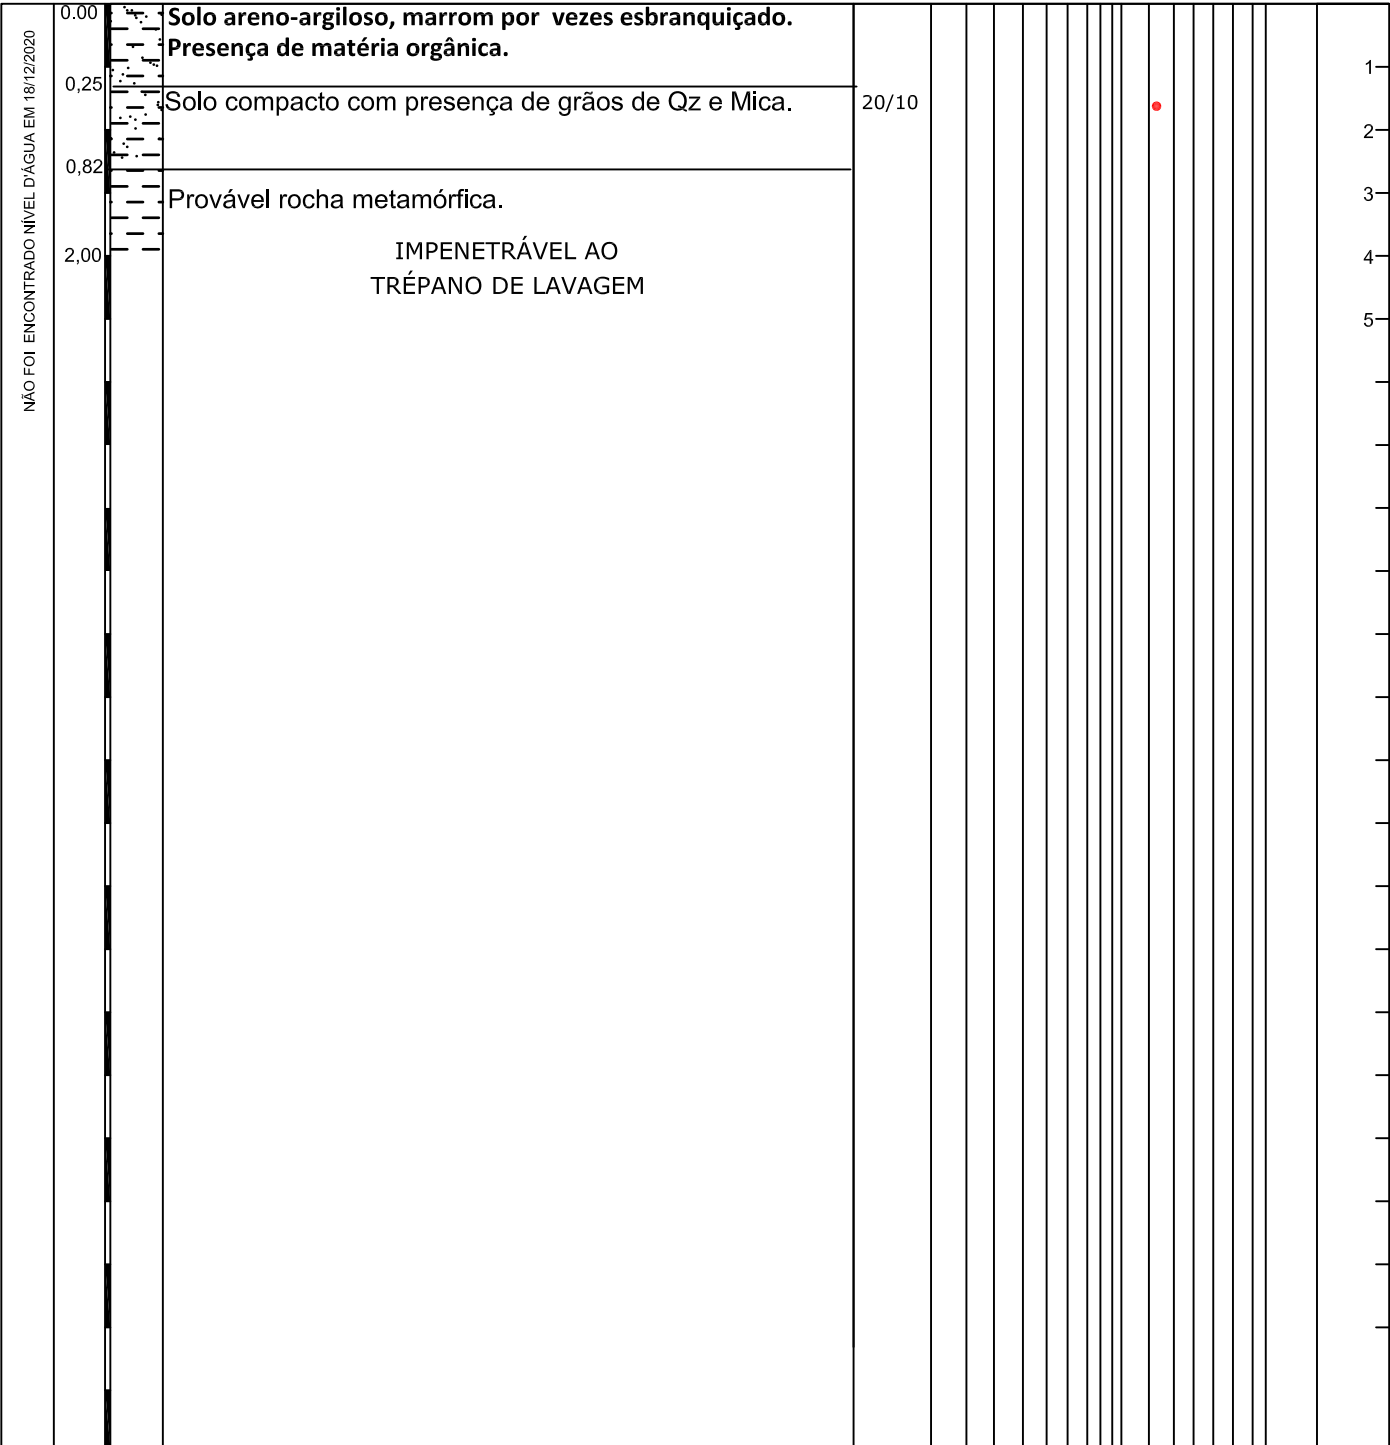 NÃO FOI ENCONTRADO NÍVEL D'ÁGUA EM 18/12/2020
0.00
Solo areno-argiloso, marrom por vezes esbranquiçado.
Presença de matéria orgânica.
0,25
Solo compacto com presença de grãos de Qz e Mica.
20/10
0,82
Provável rocha metamórfica.
2,00
IMPENETRÁVEL AO
TRÉPANO DE LAVAGEM
1
2
3
4
5